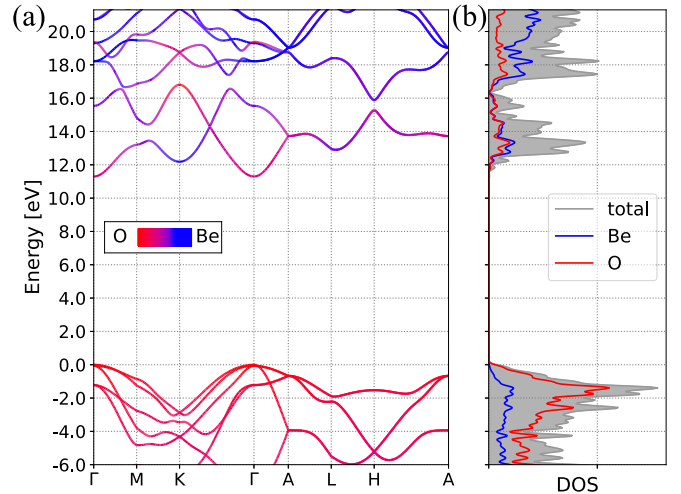 (a)
(b)
Energy [eV]
20.0
18.0
16.0
14.0
12.0
10.0
8.0
6.0
4.0
2.0
0.0
-2.0
-4.0
-6.0
O Be
total
Be
O
Γ M K Γ A L H A
DOS